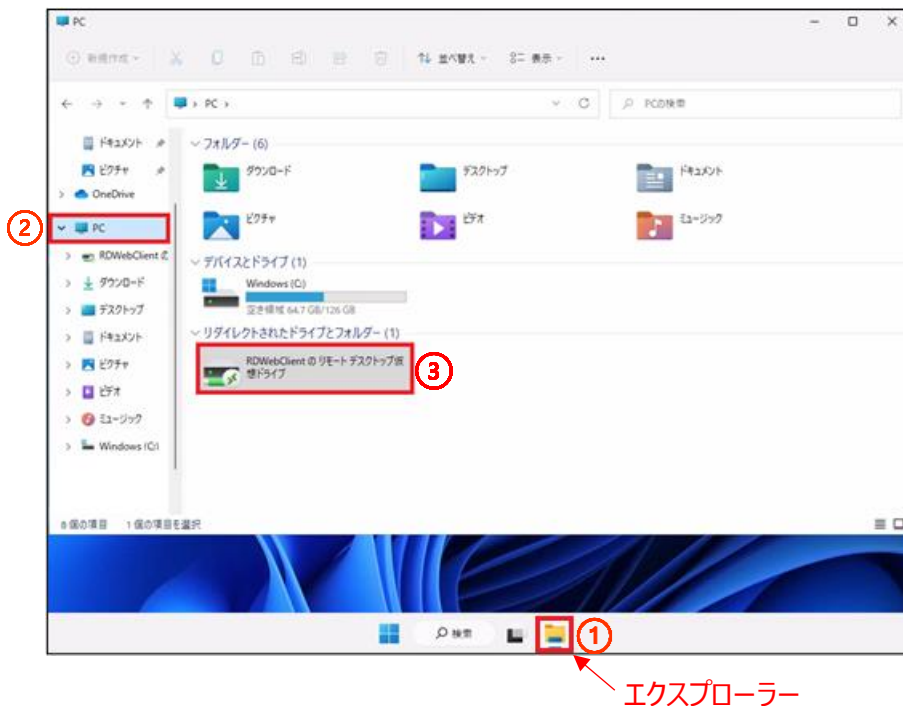 PC
新規作成
並べ替え
表示
PC
PCの検索
ドキュメント
ピクチャ
OneDrive
② PC
RDWebClient の
ダウンロード
デスクトップ
ドキュメント
ピクチャ
ビデオ
ミュージック
Windows (C:)
フォルダー (6)
ダウンロード
デスクトップ
ドキュメント
ピクチャ
ビデオ
ミュージック
デバイスとドライブ (1)
Windows (C:)
空き領域 64.7 GB/126 GB
リダイレクトされたドライブとフォルダー (1)
RDWebClient の リモート デスクトップ仮
想ドライブ
③
8 個の項目 1 個の項目を選択
検索
①
エクスプローラー